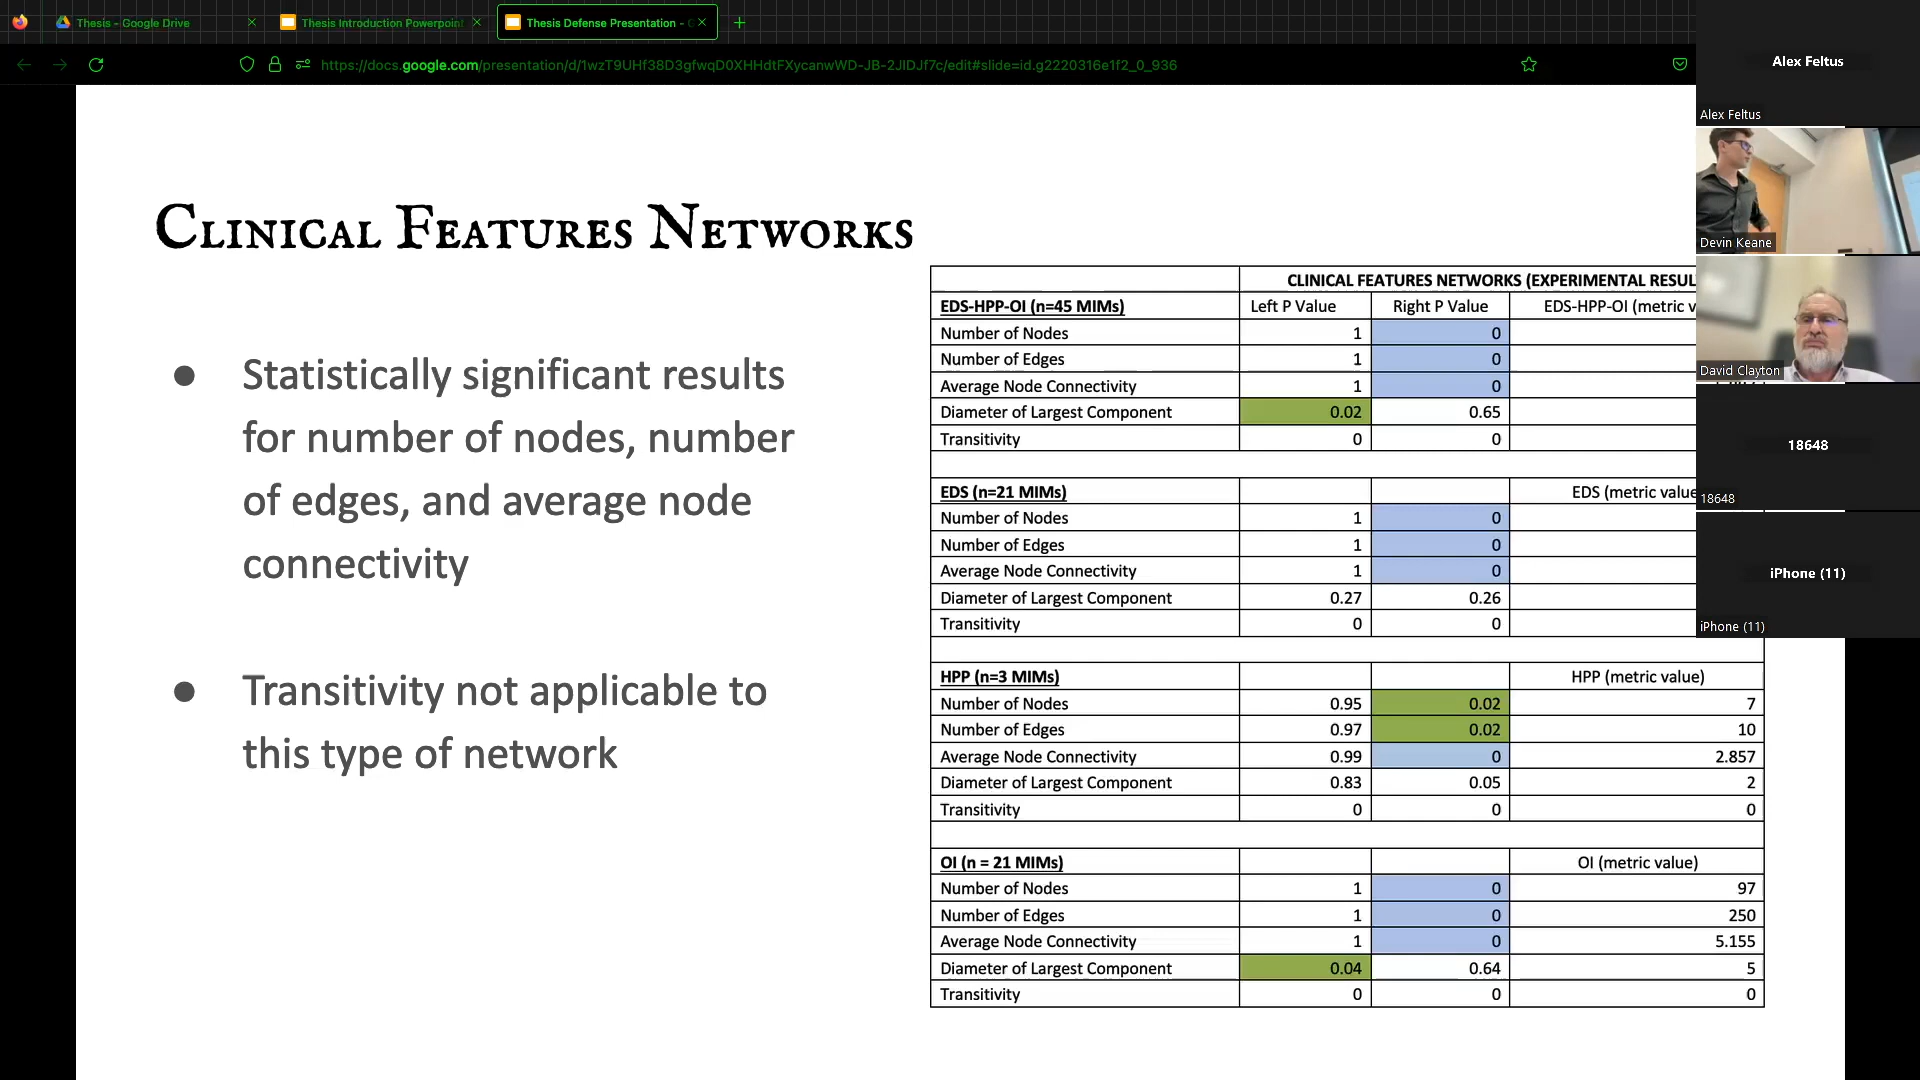 Thesis - Google Drive
Thesis Introduction Powerpoint
Thesis Defense Presentation -
https://docs.google.com/presentation/d/1wzT9UHf38D3gfwqD0XHHdtFXycanwWD-JB-2JIDJf7c/edit#slide=id.g2220316e1f2_0_936
Clinical Features Networks
● Statistically significant results
for number of nodes, number
of edges, and average node
connectivity
● Transitivity not applicable to
this type of network
CLINICAL FEATURES NETWORKS (EXPERIMENTAL RESUL
EDS-HPP-OI (n=45 MIMs) Left P Value Right P Value EDS-HPP-OI (metric v
Number of Nodes 1 0
Number of Edges 1 0
Average Node Connectivity 1 0
Diameter of Largest Component 0.02 0.65
Transitivity 0 0
EDS (n=21 MIMs) EDS (metric value
Number of Nodes 1 0
Number of Edges 1 0
Average Node Connectivity 1 0
Diameter of Largest Component 0.27 0.26
Transitivity 0 0
HPP (n=3 MIMs) HPP (metric value)
Number of Nodes 0.95 0.02 7
Number of Edges 0.97 0.02 10
Average Node Connectivity 0.99 0 2.857
Diameter of Largest Component 0.83 0.05 2
Transitivity 0 0 0
OI (n = 21 MIMs) OI (metric value)
Number of Nodes 1 0 97
Number of Edges 1 0 250
Average Node Connectivity 1 0 5.155
Diameter of Largest Component 0.04 0.64 5
Transitivity 0 0 0
Alex Feltus
Alex Feltus
Devin Keane
David Clayton
18648
18648
iPhone (11)
iPhone (11)